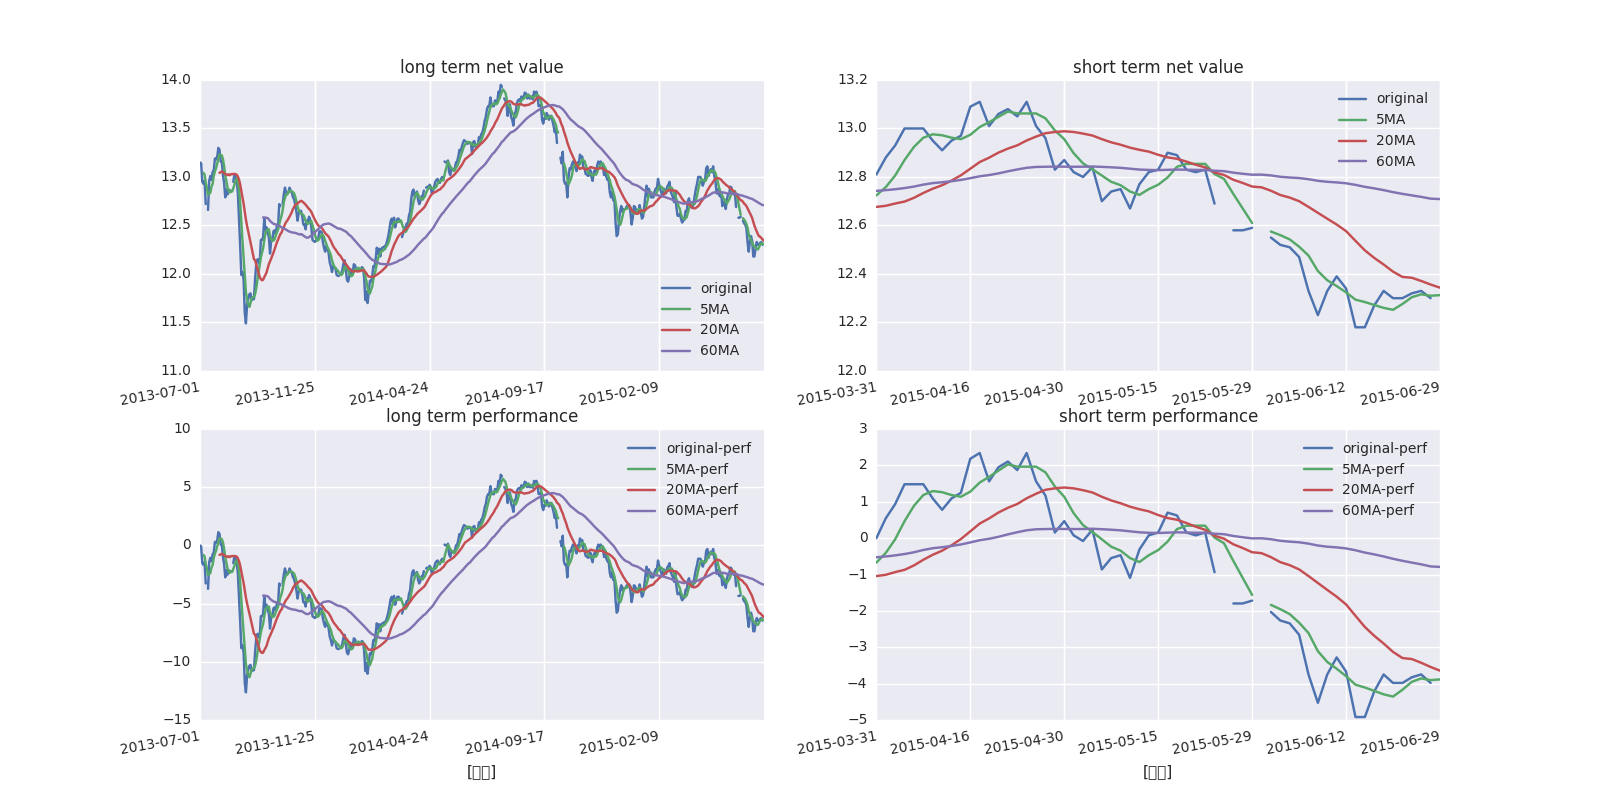 long term net value
14.0
13.5
13.0
12.5
12.0
11.5
11.0
original
5MA
20MA
60MA
2013-07-01
2013-11-25
2014-04-24
2014-09-17
2015-02-09
short term net value
13.2
13.0
12.8
12.6
12.4
12.2
12.0
original
5MA
20MA
60MA
2015-03-31
2015-04-16
2015-04-30
2015-05-15
2015-05-29
2015-06-12
2015-06-29
long term performance
10
5
0
−5
−10
−15
original-perf
5MA-perf
20MA-perf
60MA-perf
2013-07-01
2013-11-25
2014-04-24
2014-09-17
2015-02-09
short term performance
3
2
1
0
−1
−2
−3
−4
−5
original-perf
5MA-perf
20MA-perf
60MA-perf
2015-03-31
2015-04-16
2015-04-30
2015-05-15
2015-05-29
2015-06-12
2015-06-29